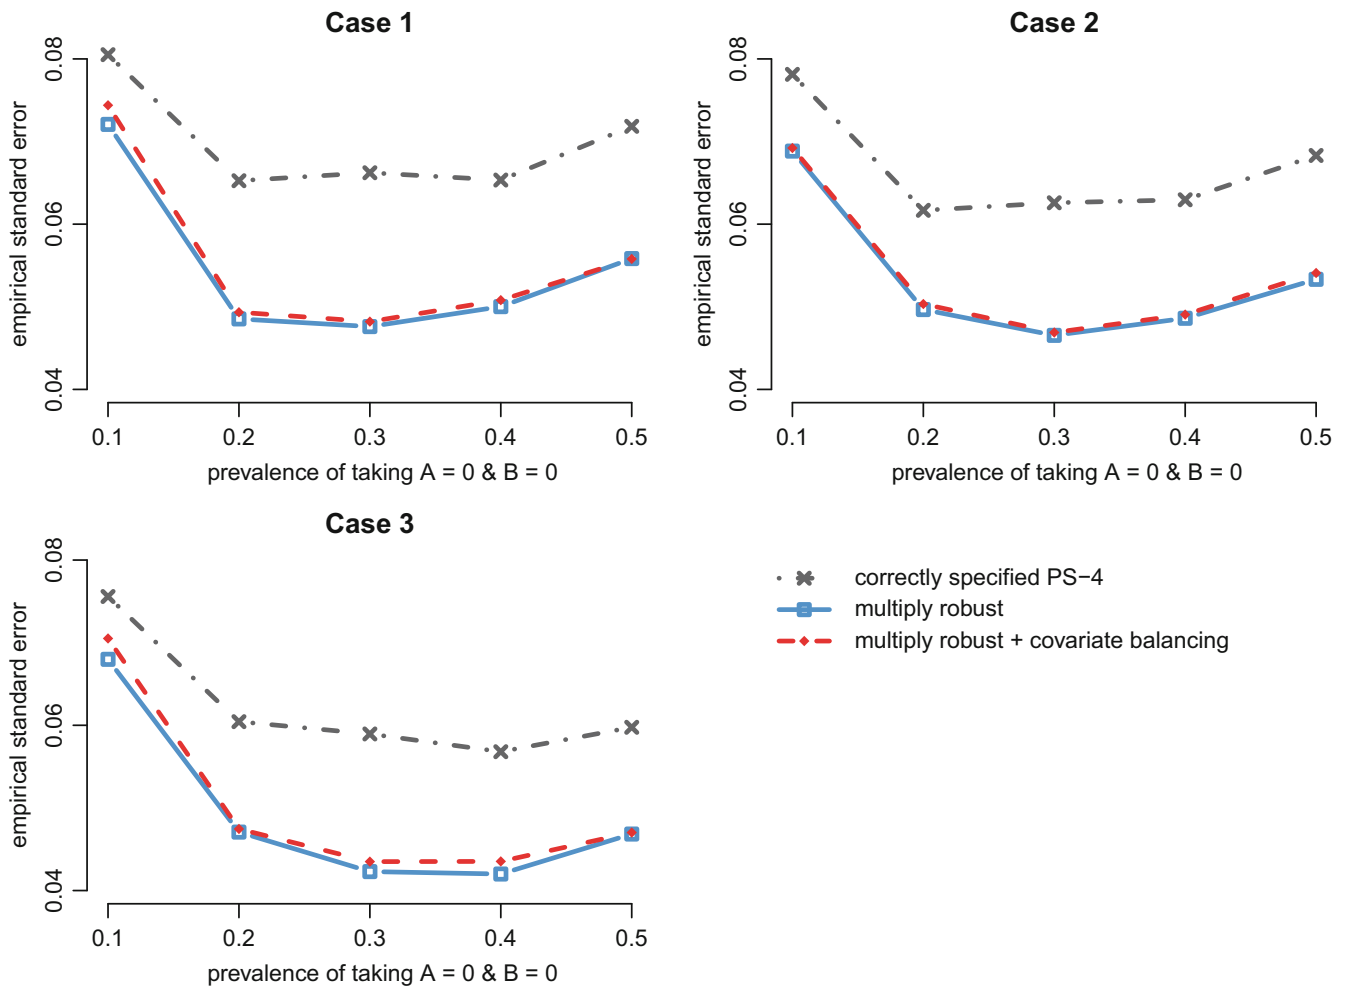 Case 1
0.04 0.06 0.08
empirical standard error
0.1 0.2 0.3 0.4 0.5
prevalence of taking A = 0 & B = 0
Case 2
0.04 0.06 0.08
empirical standard error
0.1 0.2 0.3 0.4 0.5
prevalence of taking A = 0 & B = 0
Case 3
0.04 0.06 0.08
empirical standard error
0.1 0.2 0.3 0.4 0.5
prevalence of taking A = 0 & B = 0
correctly specified PS−4
multiply robust
multiply robust + covariate balancing